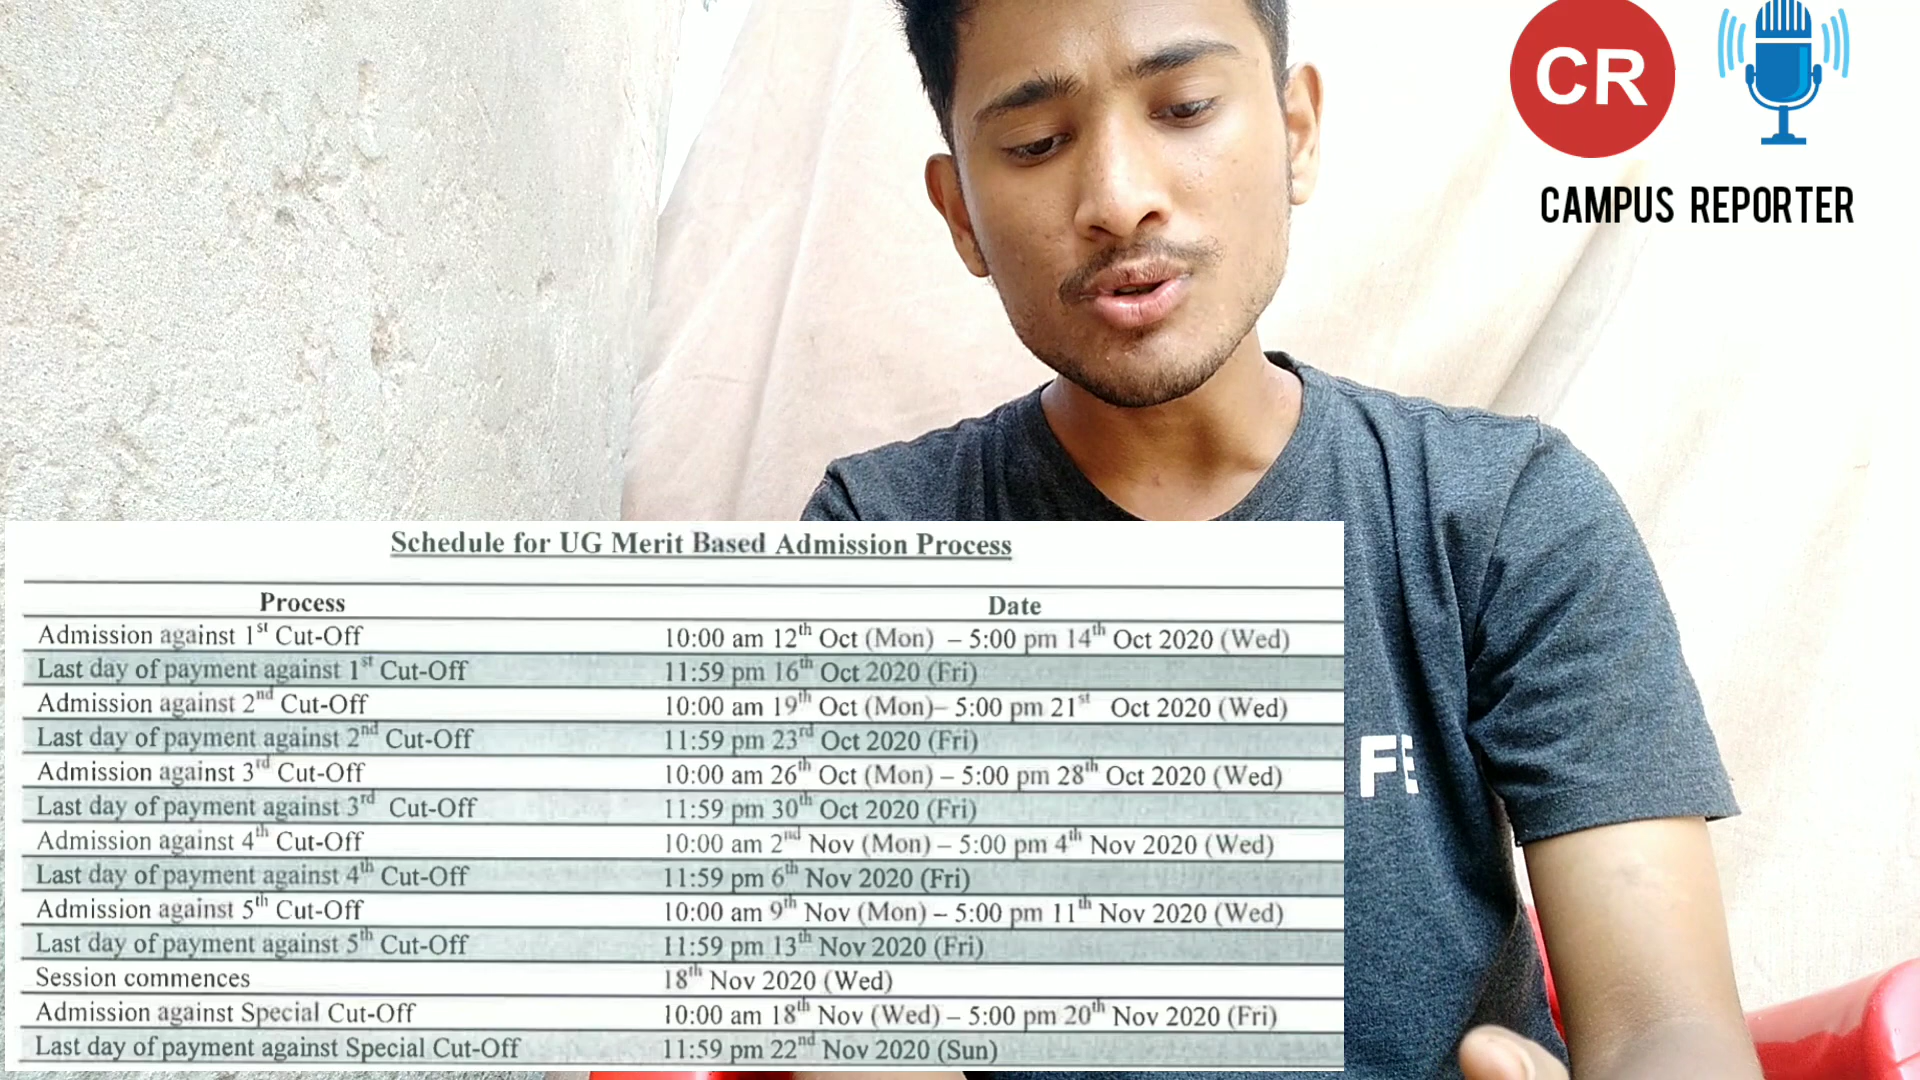 CR
CAMPUS REPORTER
Schedule for UG Merit Based Admission Process
Process Date
Admission against 1st Cut-Off 10:00 am 12th Oct (Mon) – 5:00 pm 14th Oct 2020 (Wed)
Last day of payment against 1st Cut-Off 11:59 pm 16th Oct 2020 (Fri)
Admission against 2nd Cut-Off 10:00 am 19th Oct (Mon)– 5:00 pm 21st Oct 2020 (Wed)
Last day of payment against 2nd Cut-Off 11:59 pm 23rd Oct 2020 (Fri)
Admission against 3rd Cut-Off 10:00 am 26th Oct (Mon) – 5:00 pm 28th Oct 2020 (Wed)
Last day of payment against 3rd Cut-Off 11:59 pm 30th Oct 2020 (Fri)
Admission against 4th Cut-Off 10:00 am 2nd Nov (Mon) – 5:00 pm 4th Nov 2020 (Wed)
Last day of payment against 4th Cut-Off 11:59 pm 6th Nov 2020 (Fri)
Admission against 5th Cut-Off 10:00 am 9th Nov (Mon) – 5:00 pm 11th Nov 2020 (Wed)
Last day of payment against 5th Cut-Off 11:59 pm 13th Nov 2020 (Fri)
Session commences 18th Nov 2020 (Wed)
Admission against Special Cut-Off 10:00 am 18th Nov (Wed) – 5:00 pm 20th Nov 2020 (Fri)
Last day of payment against Special Cut-Off 11:59 pm 22nd Nov 2020 (Sun)